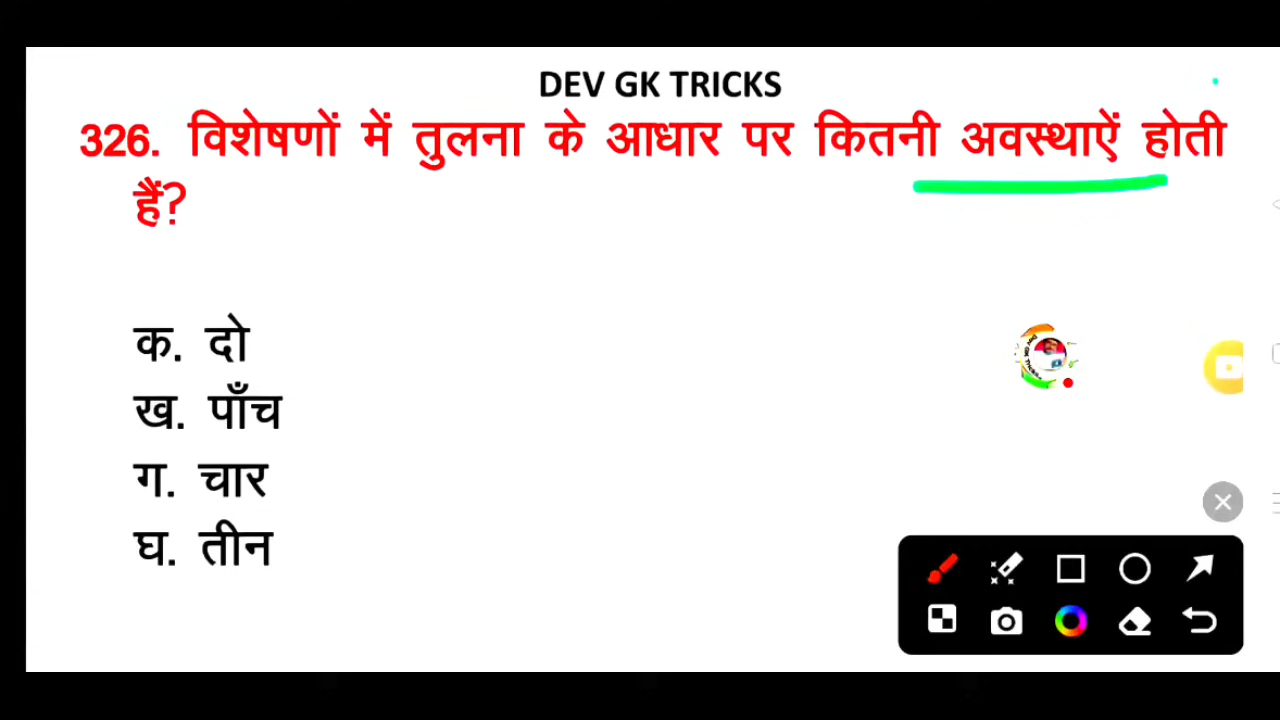 DEV GK TRICKS
326. विशेषणों में तुलना के आधार पर कितनी अवस्थाऐं होती
हैं?
क. दो
ख. पाँच
ग. चार
घ. तीन